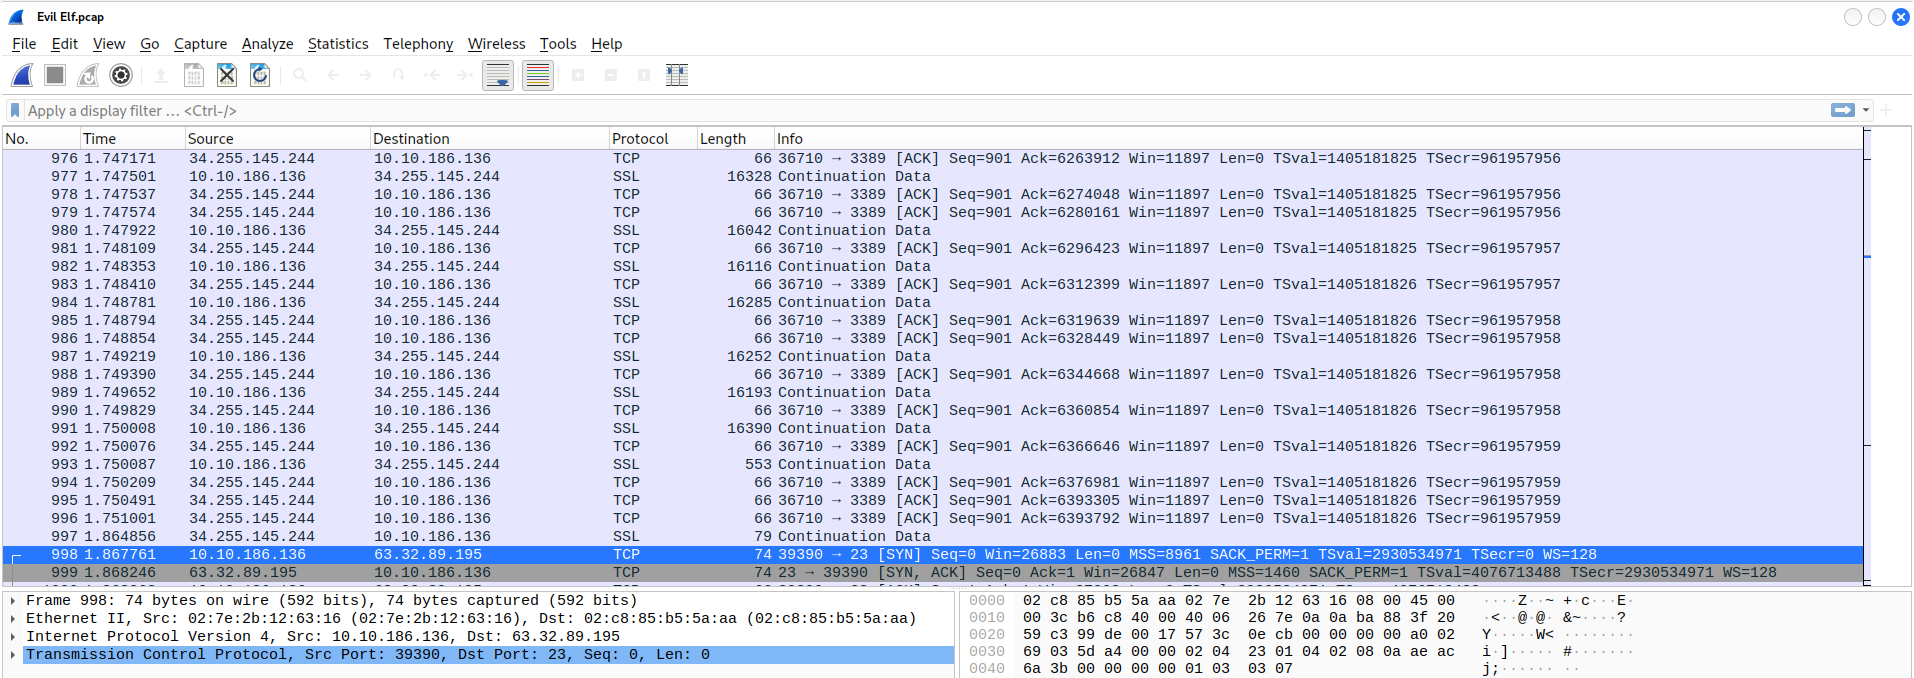 Evil Elf.pcap
File Edit View Go Capture Analyze Statistics Telephony Wireless Tools Help
Apply a display filter … <Ctrl-/>
No. Time Source Destination Protocol Length Info
976 1.747171 34.255.145.244 10.10.186.136 TCP 66 36710 → 3389 [ACK] Seq=901 Ack=6263912 Win=11897 Len=0 TSval=1405181825 TSecr=961957956
977 1.747501 10.10.186.136 34.255.145.244 SSL 16328 Continuation Data
978 1.747537 34.255.145.244 10.10.186.136 TCP 66 36710 → 3389 [ACK] Seq=901 Ack=6274048 Win=11897 Len=0 TSval=1405181825 TSecr=961957956
979 1.747574 34.255.145.244 10.10.186.136 TCP 66 36710 → 3389 [ACK] Seq=901 Ack=6280161 Win=11897 Len=0 TSval=1405181825 TSecr=961957956
980 1.747922 10.10.186.136 34.255.145.244 SSL 16042 Continuation Data
981 1.748109 34.255.145.244 10.10.186.136 TCP 66 36710 → 3389 [ACK] Seq=901 Ack=6296423 Win=11897 Len=0 TSval=1405181826 TSecr=961957957
982 1.748353 10.10.186.136 34.255.145.244 SSL 16116 Continuation Data
983 1.748410 34.255.145.244 10.10.186.136 TCP 66 36710 → 3389 [ACK] Seq=901 Ack=6312399 Win=11897 Len=0 TSval=1405181826 TSecr=961957957
984 1.748781 10.10.186.136 34.255.145.244 SSL 16285 Continuation Data
985 1.748794 34.255.145.244 10.10.186.136 TCP 66 36710 → 3389 [ACK] Seq=901 Ack=6319639 Win=11897 Len=0 TSval=1405181826 TSecr=961957958
986 1.748854 34.255.145.244 10.10.186.136 TCP 66 36710 → 3389 [ACK] Seq=901 Ack=6328449 Win=11897 Len=0 TSval=1405181826 TSecr=961957958
987 1.749219 10.10.186.136 34.255.145.244 SSL 16252 Continuation Data
988 1.749390 34.255.145.244 10.10.186.136 TCP 66 36710 → 3389 [ACK] Seq=901 Ack=6344668 Win=11897 Len=0 TSval=1405181826 TSecr=961957958
989 1.749652 10.10.186.136 34.255.145.244 SSL 16193 Continuation Data
990 1.749829 34.255.145.244 10.10.186.136 TCP 66 36710 → 3389 [ACK] Seq=901 Ack=6360854 Win=11897 Len=0 TSval=1405181826 TSecr=961957958
991 1.750008 10.10.186.136 34.255.145.244 SSL 16390 Continuation Data
992 1.750076 34.255.145.244 10.10.186.136 TCP 66 36710 → 3389 [ACK] Seq=901 Ack=6366646 Win=11897 Len=0 TSval=1405181826 TSecr=961957959
993 1.750087 10.10.186.136 34.255.145.244 SSL 553 Continuation Data
994 1.750209 34.255.145.244 10.10.186.136 TCP 66 36710 → 3389 [ACK] Seq=901 Ack=6376981 Win=11897 Len=0 TSval=1405181826 TSecr=961957959
995 1.750491 34.255.145.244 10.10.186.136 TCP 66 36710 → 3389 [ACK] Seq=901 Ack=6393305 Win=11897 Len=0 TSval=1405181826 TSecr=961957959
996 1.751001 34.255.145.244 10.10.186.136 TCP 66 36710 → 3389 [ACK] Seq=901 Ack=6393792 Win=11897 Len=0 TSval=1405181826 TSecr=961957959
997 1.864856 34.255.145.244 10.10.186.136 SSL 79 Continuation Data
998 1.867761 10.10.186.136 63.32.89.195 TCP 74 39390 → 23 [SYN] Seq=0 Win=26883 Len=0 MSS=8961 SACK_PERM=1 TSval=2930534971 TSecr=0 WS=128
999 1.868246 63.32.89.195 10.10.186.136 TCP 74 23 → 39390 [SYN, ACK] Seq=0 Ack=1 Win=26847 Len=0 MSS=1460 SACK_PERM=1 TSval=4076713488 TSecr=2930534971 WS=128
Frame 998: 74 bytes on wire (592 bits), 74 bytes captured (592 bits)
Ethernet II, Src: 02:7e:2b:12:63:16 (02:7e:2b:12:63:16), Dst: 02:c8:85:b5:5a:aa (02:c8:85:b5:5a:aa)
Internet Protocol Version 4, Src: 10.10.186.136, Dst: 63.32.89.195
Transmission Control Protocol, Src Port: 39390, Dst Port: 23, Seq: 0, Len: 0
0000 02 c8 85 b5 5a aa 02 7e 2b 12 63 16 08 00 45 00 ····Z··~ +·c···E·
0010 00 3c b6 c8 40 00 40 06 26 7e 0a 0a ba 88 3f 20 ·<··@·@· &~····?
0020 59 c3 99 de 00 17 57 3c 0e cb 00 00 00 00 a0 02 Y·····W< ········
0030 69 03 5d a4 00 00 02 04 23 01 04 02 08 0a ae ac i·]····· #·······
0040 6a 3b 00 00 00 00 01 03 03 07 j;······ ··